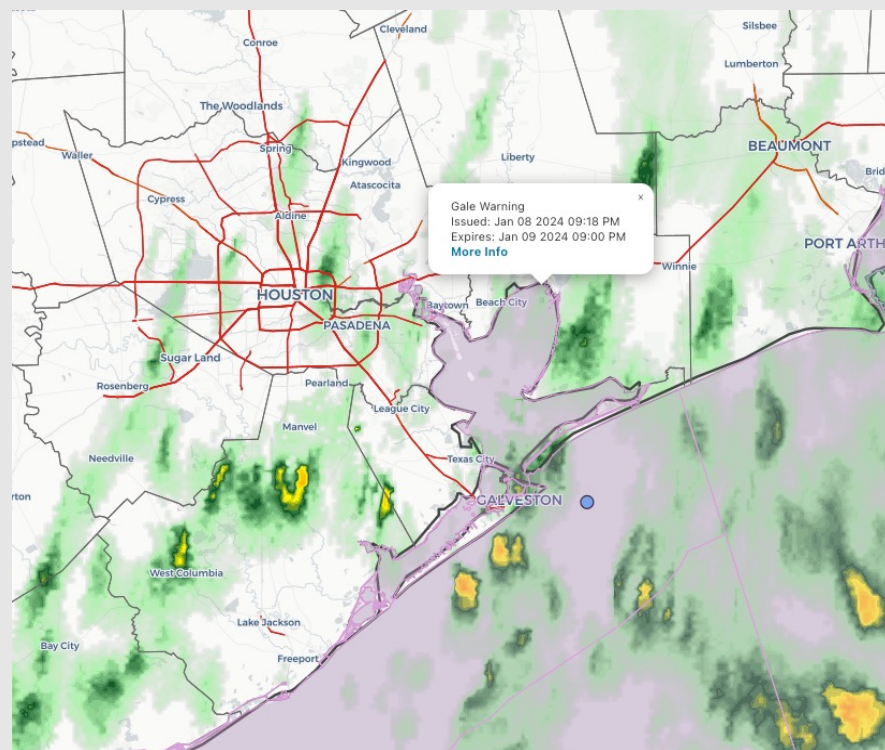 Cleveland
Silsbee
Conroe
Lumberton
The Woodlands
pstead
Waller
Spring
BEAUMONT
Kingwood
Liberty
Brid
Cypress
Atascocita
Aldine
×
Gale Warning
Issued: Jan 08 2024 09:18 PM
Expires: Jan 09 2024 09:00 PM
More Info
PORT ARTH
Winnie
HOUSTON
Baytown
Beach City
PASADENA
Sugar Land
Rosenberg
Pearland
League City
Manvel
Needville
Texas City
rton
GALVESTON
West Columbia
Lake Jackson
Bay City
Freeport